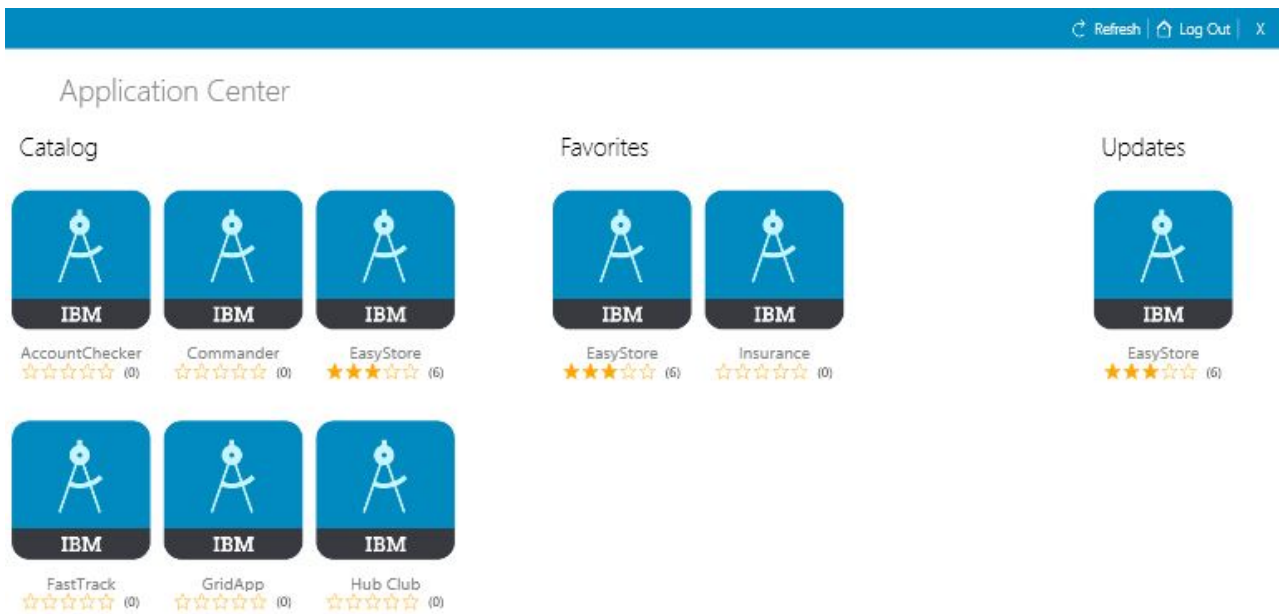 Refresh | Log Out | X
Application Center
Catalog
IBM IBM IBM
AccountChecker Commander EasyStore
(0) (0) (6)
IBM IBM IBM
FastTrack GridApp Hub Club
(0) (0) (0)
Favorites
IBM IBM
EasyStore Insurance
(6) (0)
Updates
IBM
EasyStore
(6)